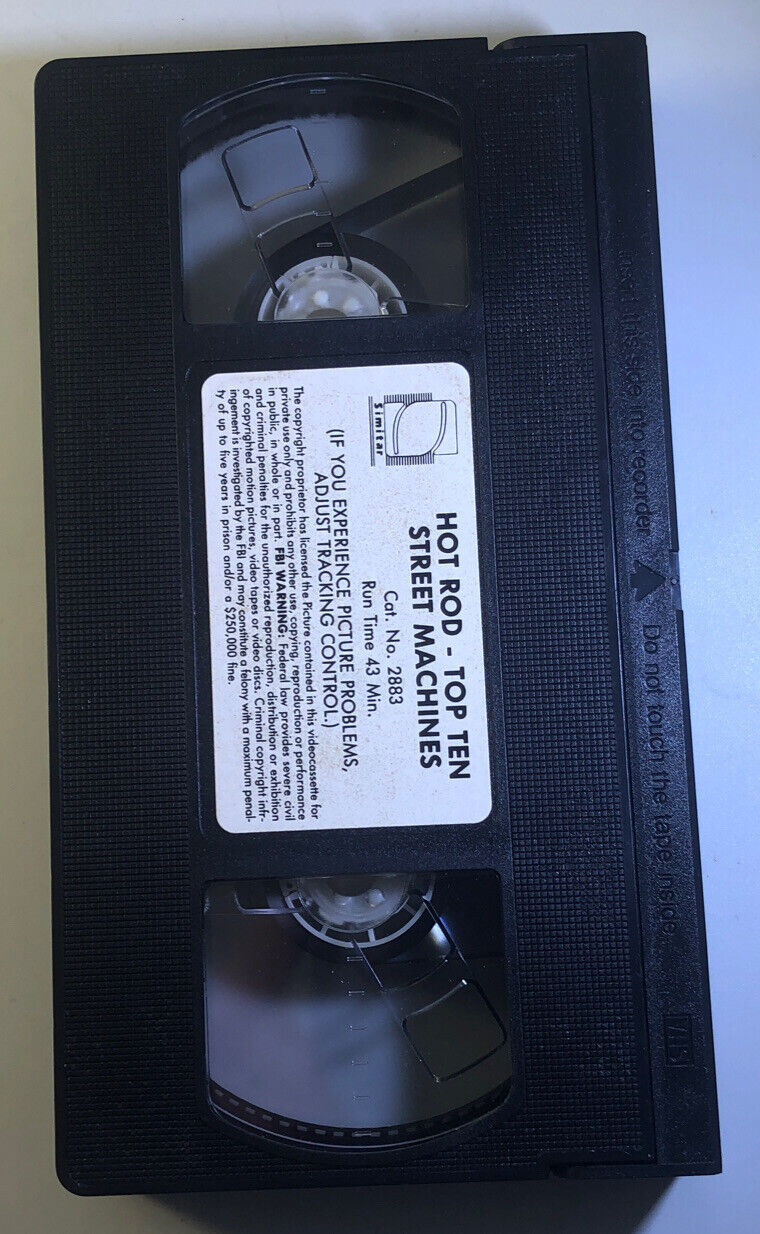 Simitar
HOT ROD - TOP TEN
STREET MACHINES
Cat. No. 2883
Run Time 43 Min.
(IF YOU EXPERIENCE PICTURE PROBLEMS,
ADJUST TRACKING CONTROL.)
The copyright proprietor has licensed the Picture contained in this videocassette for
private use only and prohibits any other use, copying, reproduction or performance
in public, in whole or in part. FBI WARNING: Federal law provides severe civil
and criminal penalties for the unauthorized reproduction, distribution or exhibition
of copyrighted motion pictures, video tapes or video discs. Criminal copyright infr-
ingement is investigated by the FBI and may constitute a felony with a maximum penal-
ty of up to five years in prison and/or a $250,000 fine.
Insert this side into recorder
Do not touch the tape inside